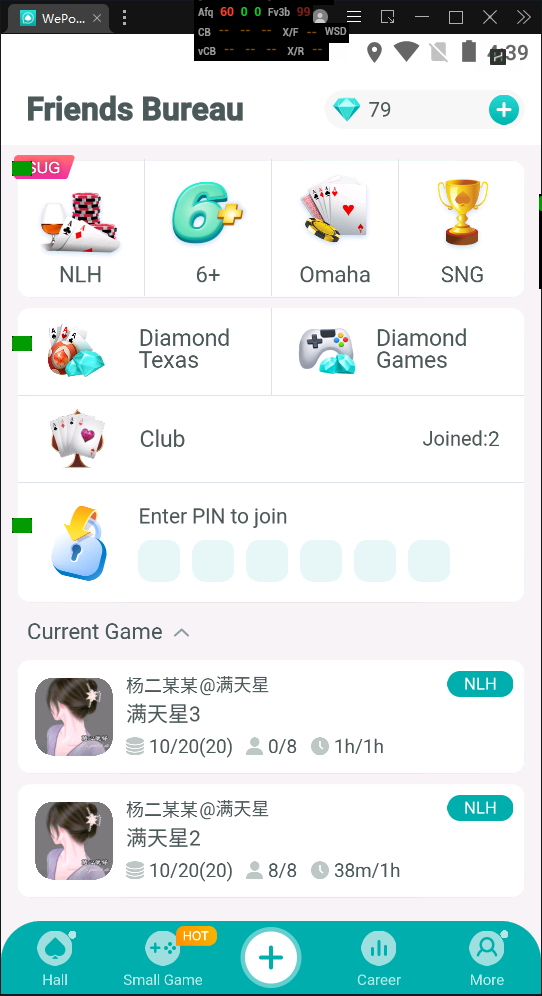 WePo...
Afq 60 0 0 Fv3b 99
CB -- -- -- X/F -- WSD
vCB -- -- -- X/R --
39
Friends Bureau
79
SUG
NLH
6+
Omaha
SNG
Diamond
Texas
Diamond
Games
Club
Joined:2
Enter PIN to join
Current Game
杨二某某@满天星
NLH
满天星3
10/20(20) 0/8 1h/1h
杨二某某@满天星
NLH
满天星2
10/20(20) 8/8 38m/1h
HOT
Hall
Small Game
Career
More